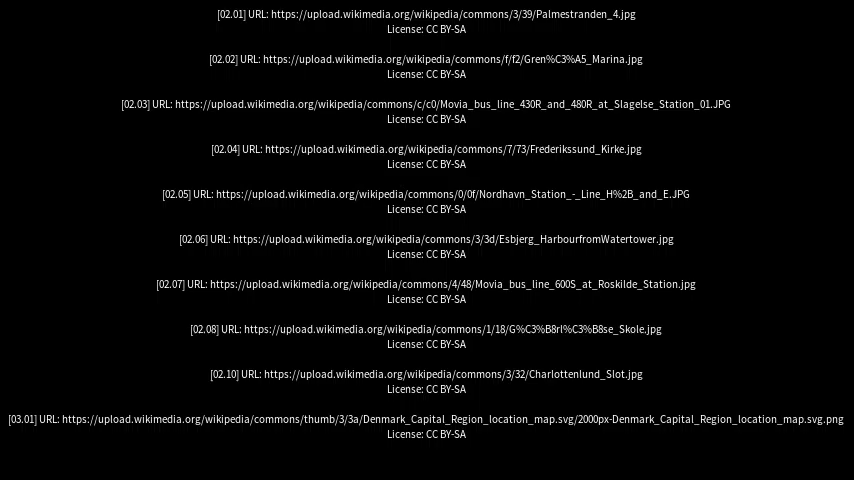 [02.01] URL: https://upload.wikimedia.org/wikipedia/commons/3/39/Palmestranden_4.jpg
License: CC BY-SA
[02.02] URL: https://upload.wikimedia.org/wikipedia/commons/f/f2/Gren%C3%A5_Marina.jpg
License: CC BY-SA
[02.03] URL: https://upload.wikimedia.org/wikipedia/commons/c/c0/Movia_bus_line_430R_and_480R_at_Slagelse_Station_01.JPG
License: CC BY-SA
[02.04] URL: https://upload.wikimedia.org/wikipedia/commons/7/73/Frederikssund_Kirke.jpg
License: CC BY-SA
[02.05] URL: https://upload.wikimedia.org/wikipedia/commons/0/0f/Nordhavn_Station_-_Line_H%2B_and_E.JPG
License: CC BY-SA
[02.06] URL: https://upload.wikimedia.org/wikipedia/commons/3/3d/Esbjerg_HarbourfromWatertower.jpg
License: CC BY-SA
[02.07] URL: https://upload.wikimedia.org/wikipedia/commons/4/48/Movia_bus_line_600S_at_Roskilde_Station.jpg
License: CC BY-SA
[02.08] URL: https://upload.wikimedia.org/wikipedia/commons/1/18/G%C3%B8rl%C3%B8se_Skole.jpg
License: CC BY-SA
[02.10] URL: https://upload.wikimedia.org/wikipedia/commons/3/32/Charlottenlund_Slot.jpg
License: CC BY-SA
[03.01] URL: https://upload.wikimedia.org/wikipedia/commons/thumb/3/3a/Denmark_Capital_Region_location_map.svg/2000px-Denmark_Capital_Region_location_map.svg.png
License: CC BY-SA